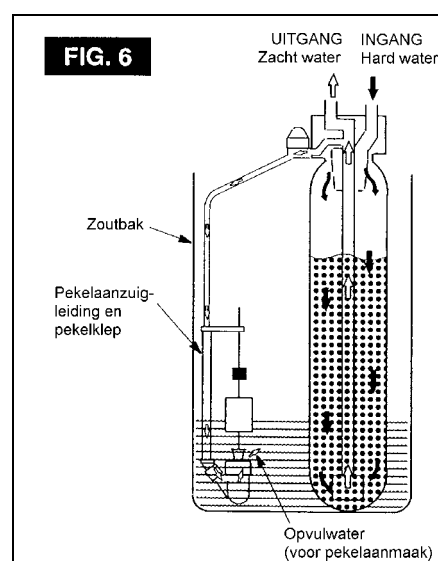 FIG. 6
UITGANG
Zacht water
INGANG
Hard water
Zoutbak
Pekelaanzuig-
leiding en
pekelklep
Opvulwater
(voor pekelaanmaak)